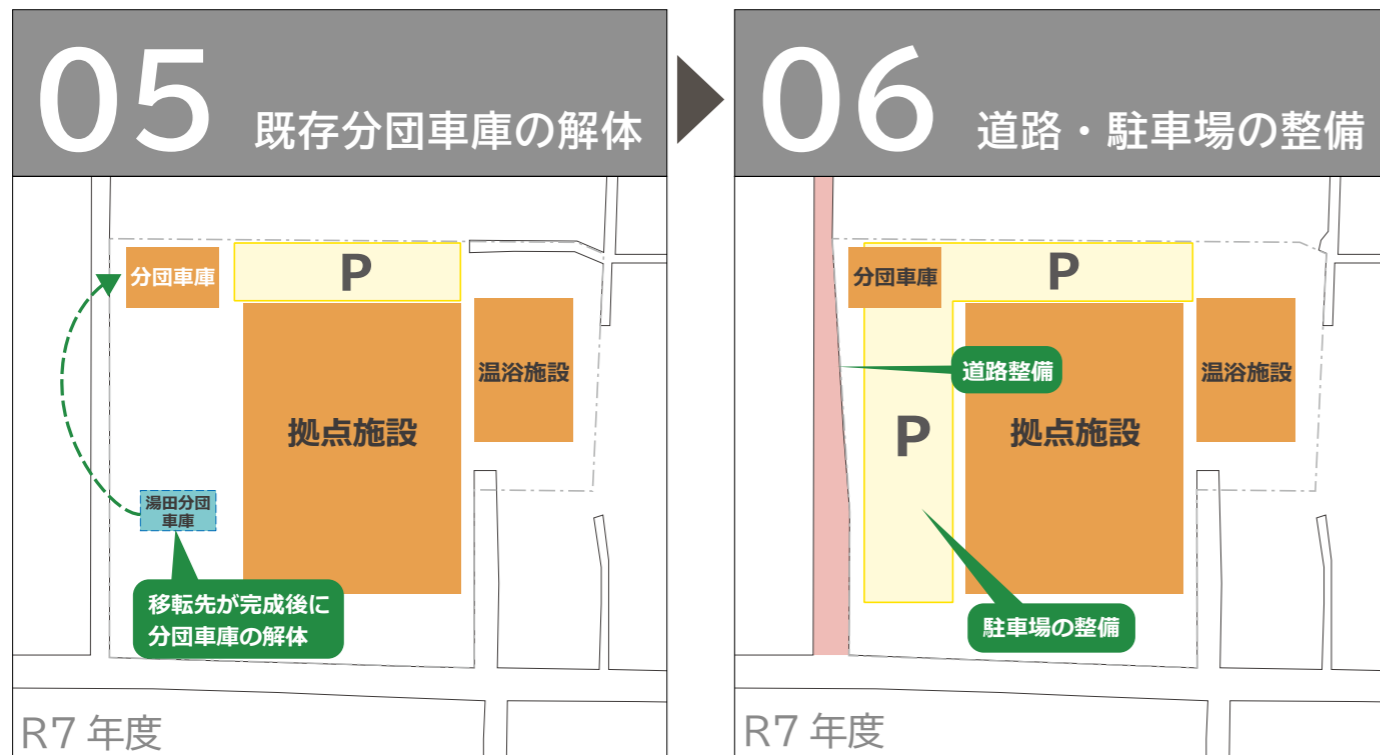 05 既存分団車庫の解体
分団車庫
P
温浴施設
拠点施設
湯田分団
車庫
移転先が完成後に
分団車庫の解体
R7年度
06 道路・駐車場の整備
分団車庫
P
道路整備
温浴施設
P
拠点施設
駐車場の整備
R7年度